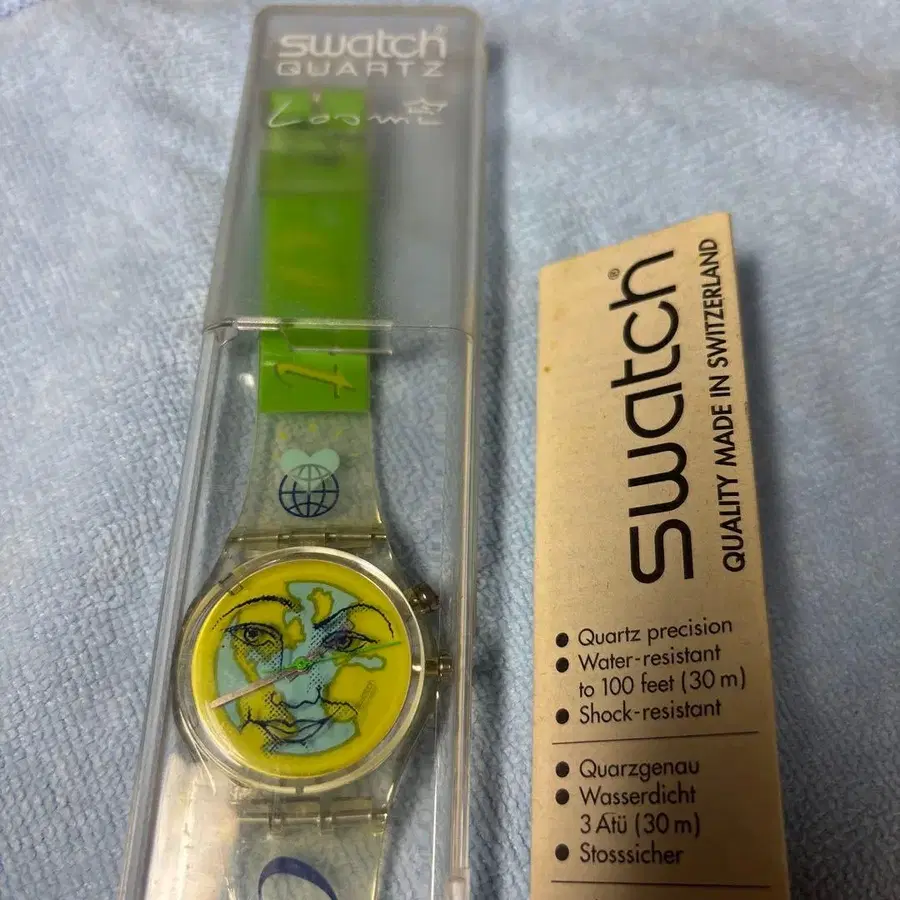 swatch®
QUARTZ
Cosmic
t
swatch®
QUALITY MADE IN SWITZERLAND
● Quartz precision
● Water-resistant
to 100 feet (30 m)
● Shock-resistant
● Quarzgenau
● Wasserdicht
3 Atü (30 m)
● Stosssicher